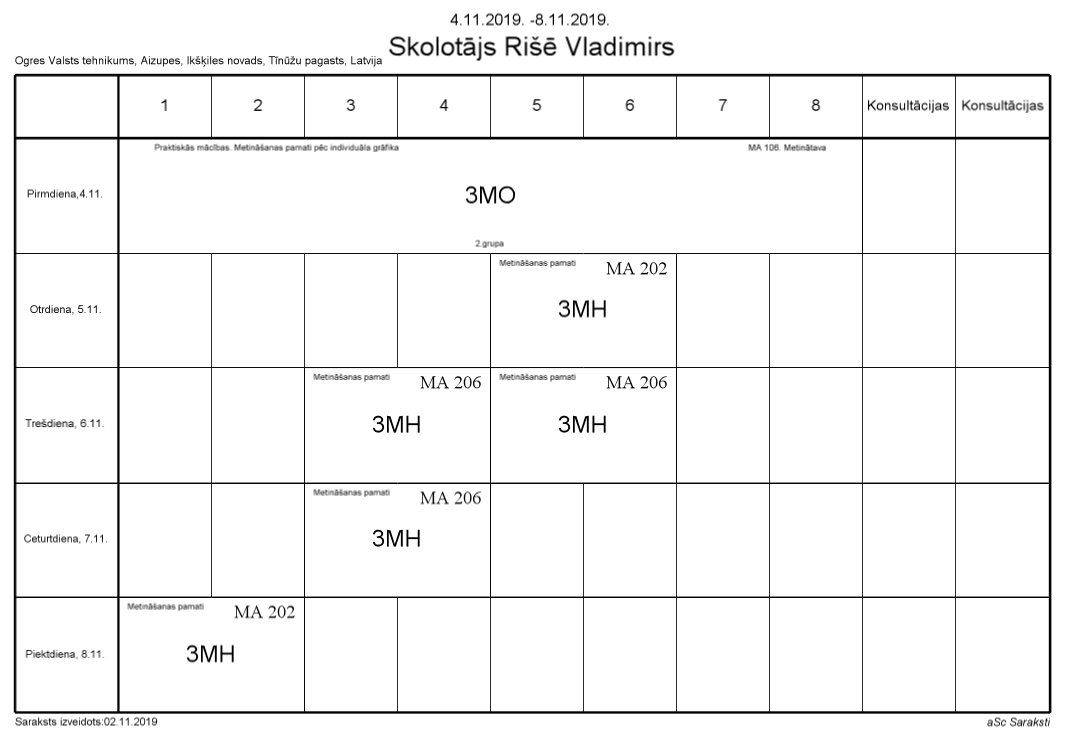 4.11.2019. -8.11.2019.
Skolotājs Rišē Vladimirs
Ogres Valsts tehnikums, Aizupes, Ikšķiles novads, Tīnūžu pagasts, Latvija
1 2 3 4 5 6 7 8 Konsultācijas Konsultācijas
Praktiskās mācības. Metināšanas pamati pēc individuāla grāfika MA 106. Metinātava
Pirmdiena,4.11. 3MO
2.grupa
Metināšanas pamati MA 202
Otrdiena, 5.11. 3MH
Metināšanas pamati MA 206 Metināšanas pamati MA 206
Trešdiena, 6.11. 3MH 3MH
Metināšanas pamati MA 206
Ceturtdiena, 7.11. 3MH
Metināšanas pamati MA 202
Piektdiena, 8.11. 3MH
Saraksts izveidots:02.11.2019 aSc Saraksti